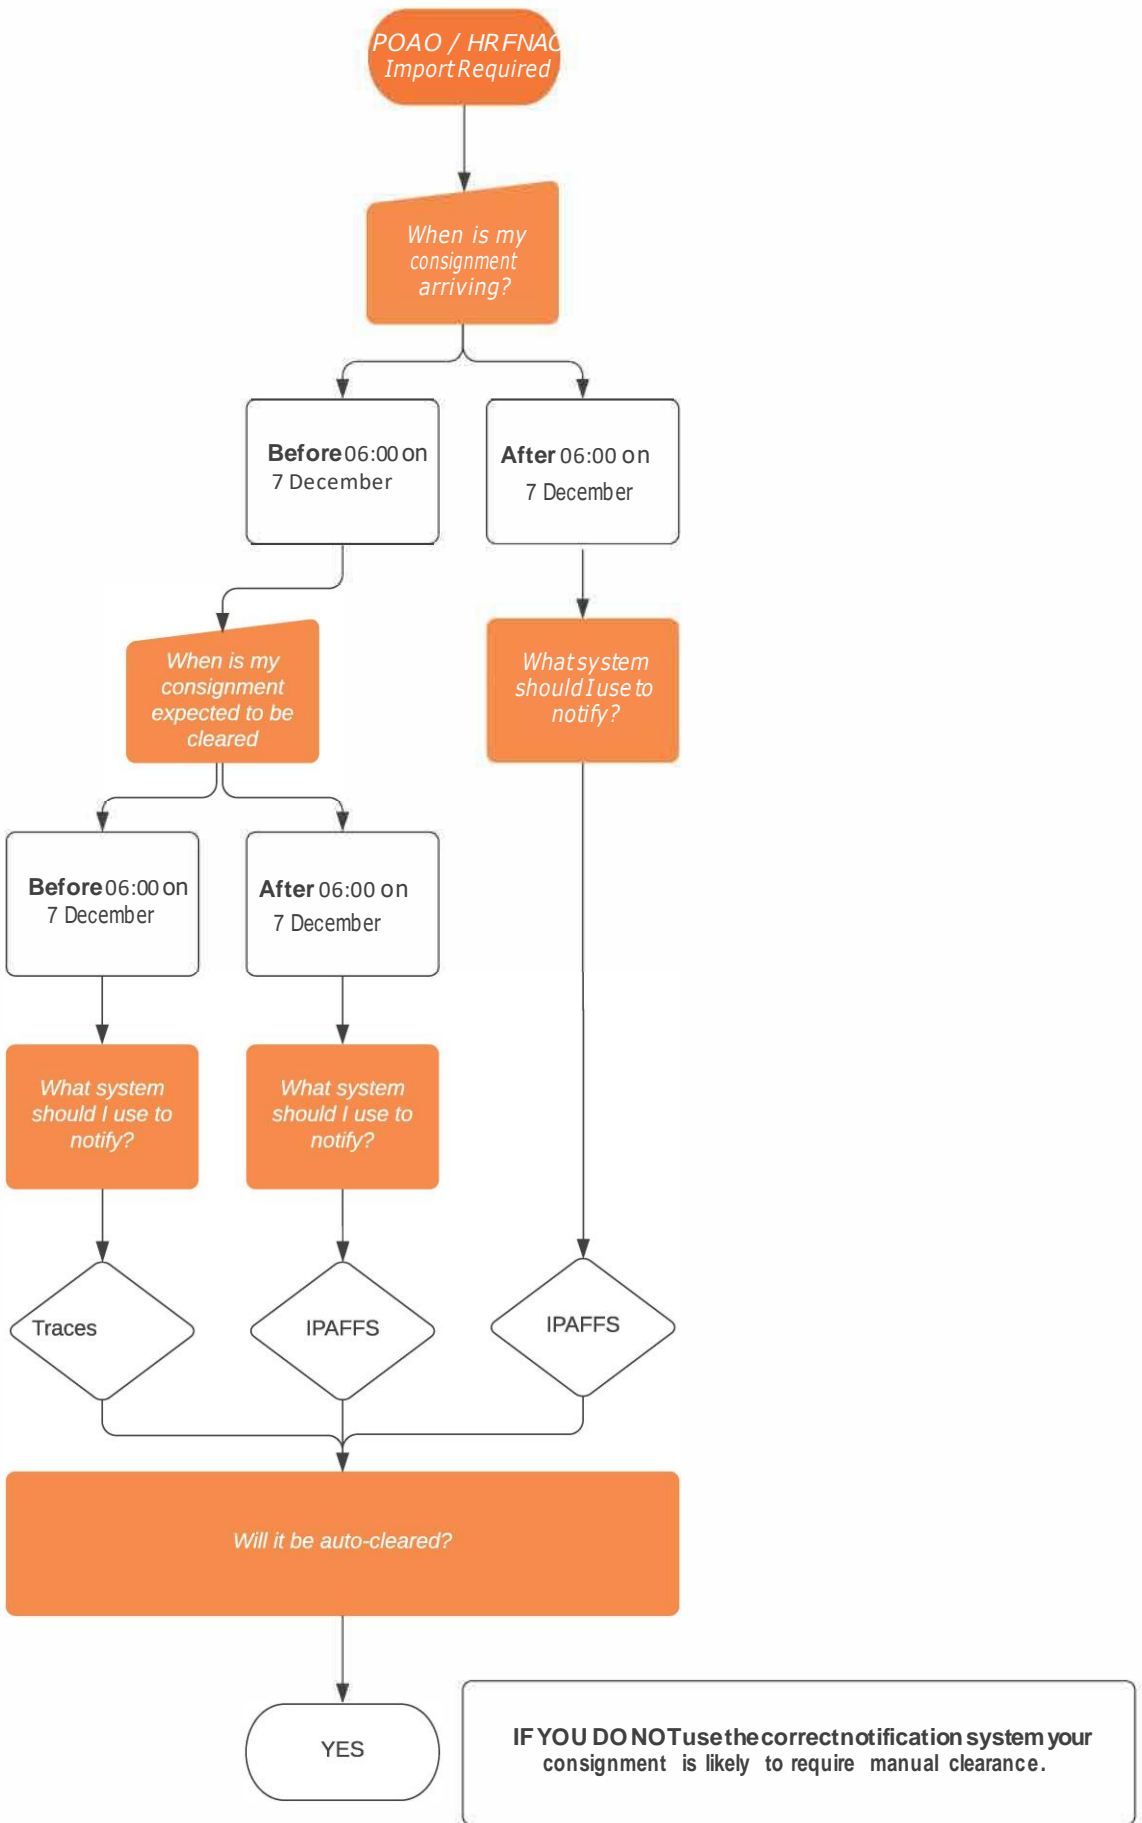 POAO / HRFNAO
Import Required
When is my
consignment
arriving?
Before 06:00 on
7 December
After 06:00 on
7 December
When is my
consignment
expected to be
cleared
What system
should I use to
notify?
Before 06:00 on
7 December
After 06:00 on
7 December
What system
should I use to
notify?
What system
should I use to
notify?
Traces
IPAFFS
IPAFFS
Will it be auto-cleared?
YES
IF YOU DO NOT use the correct notification system your
consignment is likely to require manual clearance.